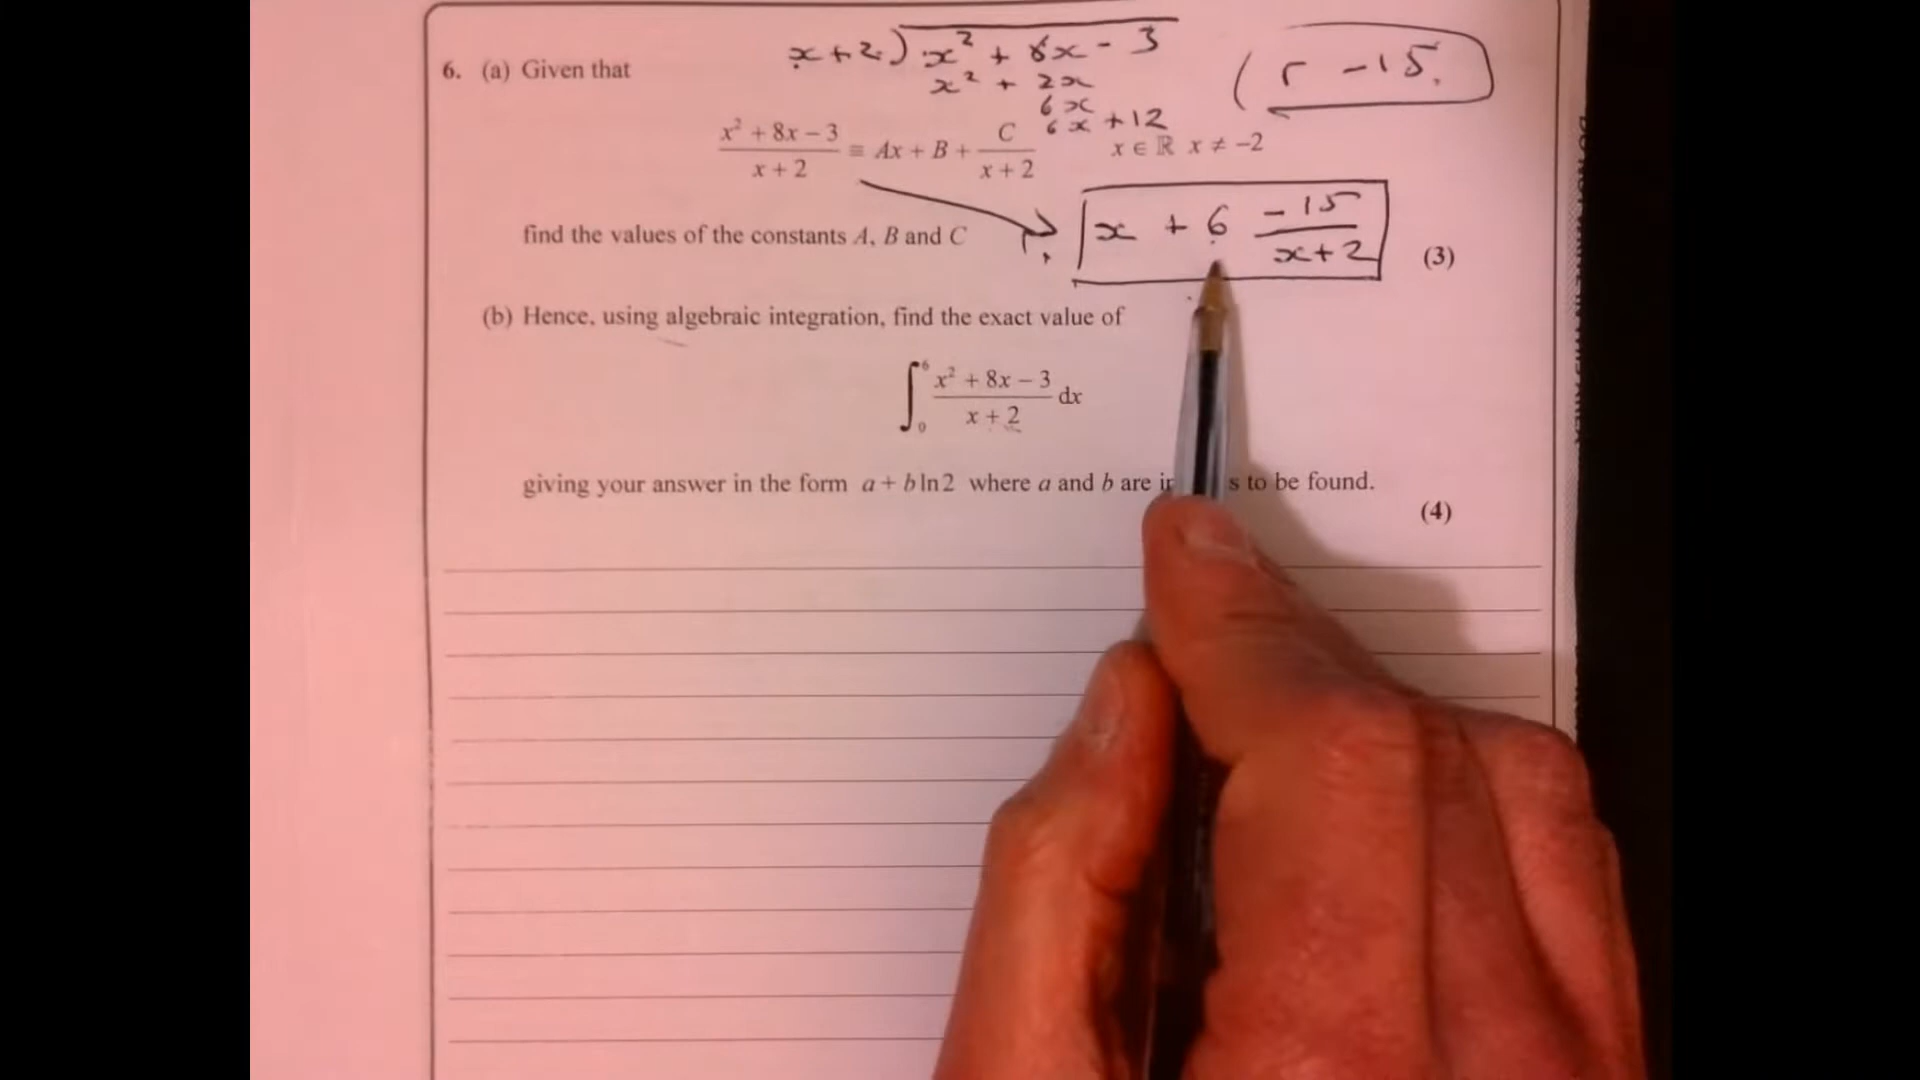 x+2) x² + 8x - 3
6. (a) Given that
x² + 2x
( r -15.
6x
6x +12
x² + 8x − 3 / x + 2 ≡ Ax + B + C / x + 2 x ∈ ℝ x ≠ −2
x + 6 -15 / x+2
find the values of the constants A, B and C
(3)
(b) Hence, using algebraic integration, find the exact value of
∫₀⁶ x² + 8x − 3 / x + 2 dx
giving your answer in the form a + b ln 2 where a and b are s to be found.
(4)